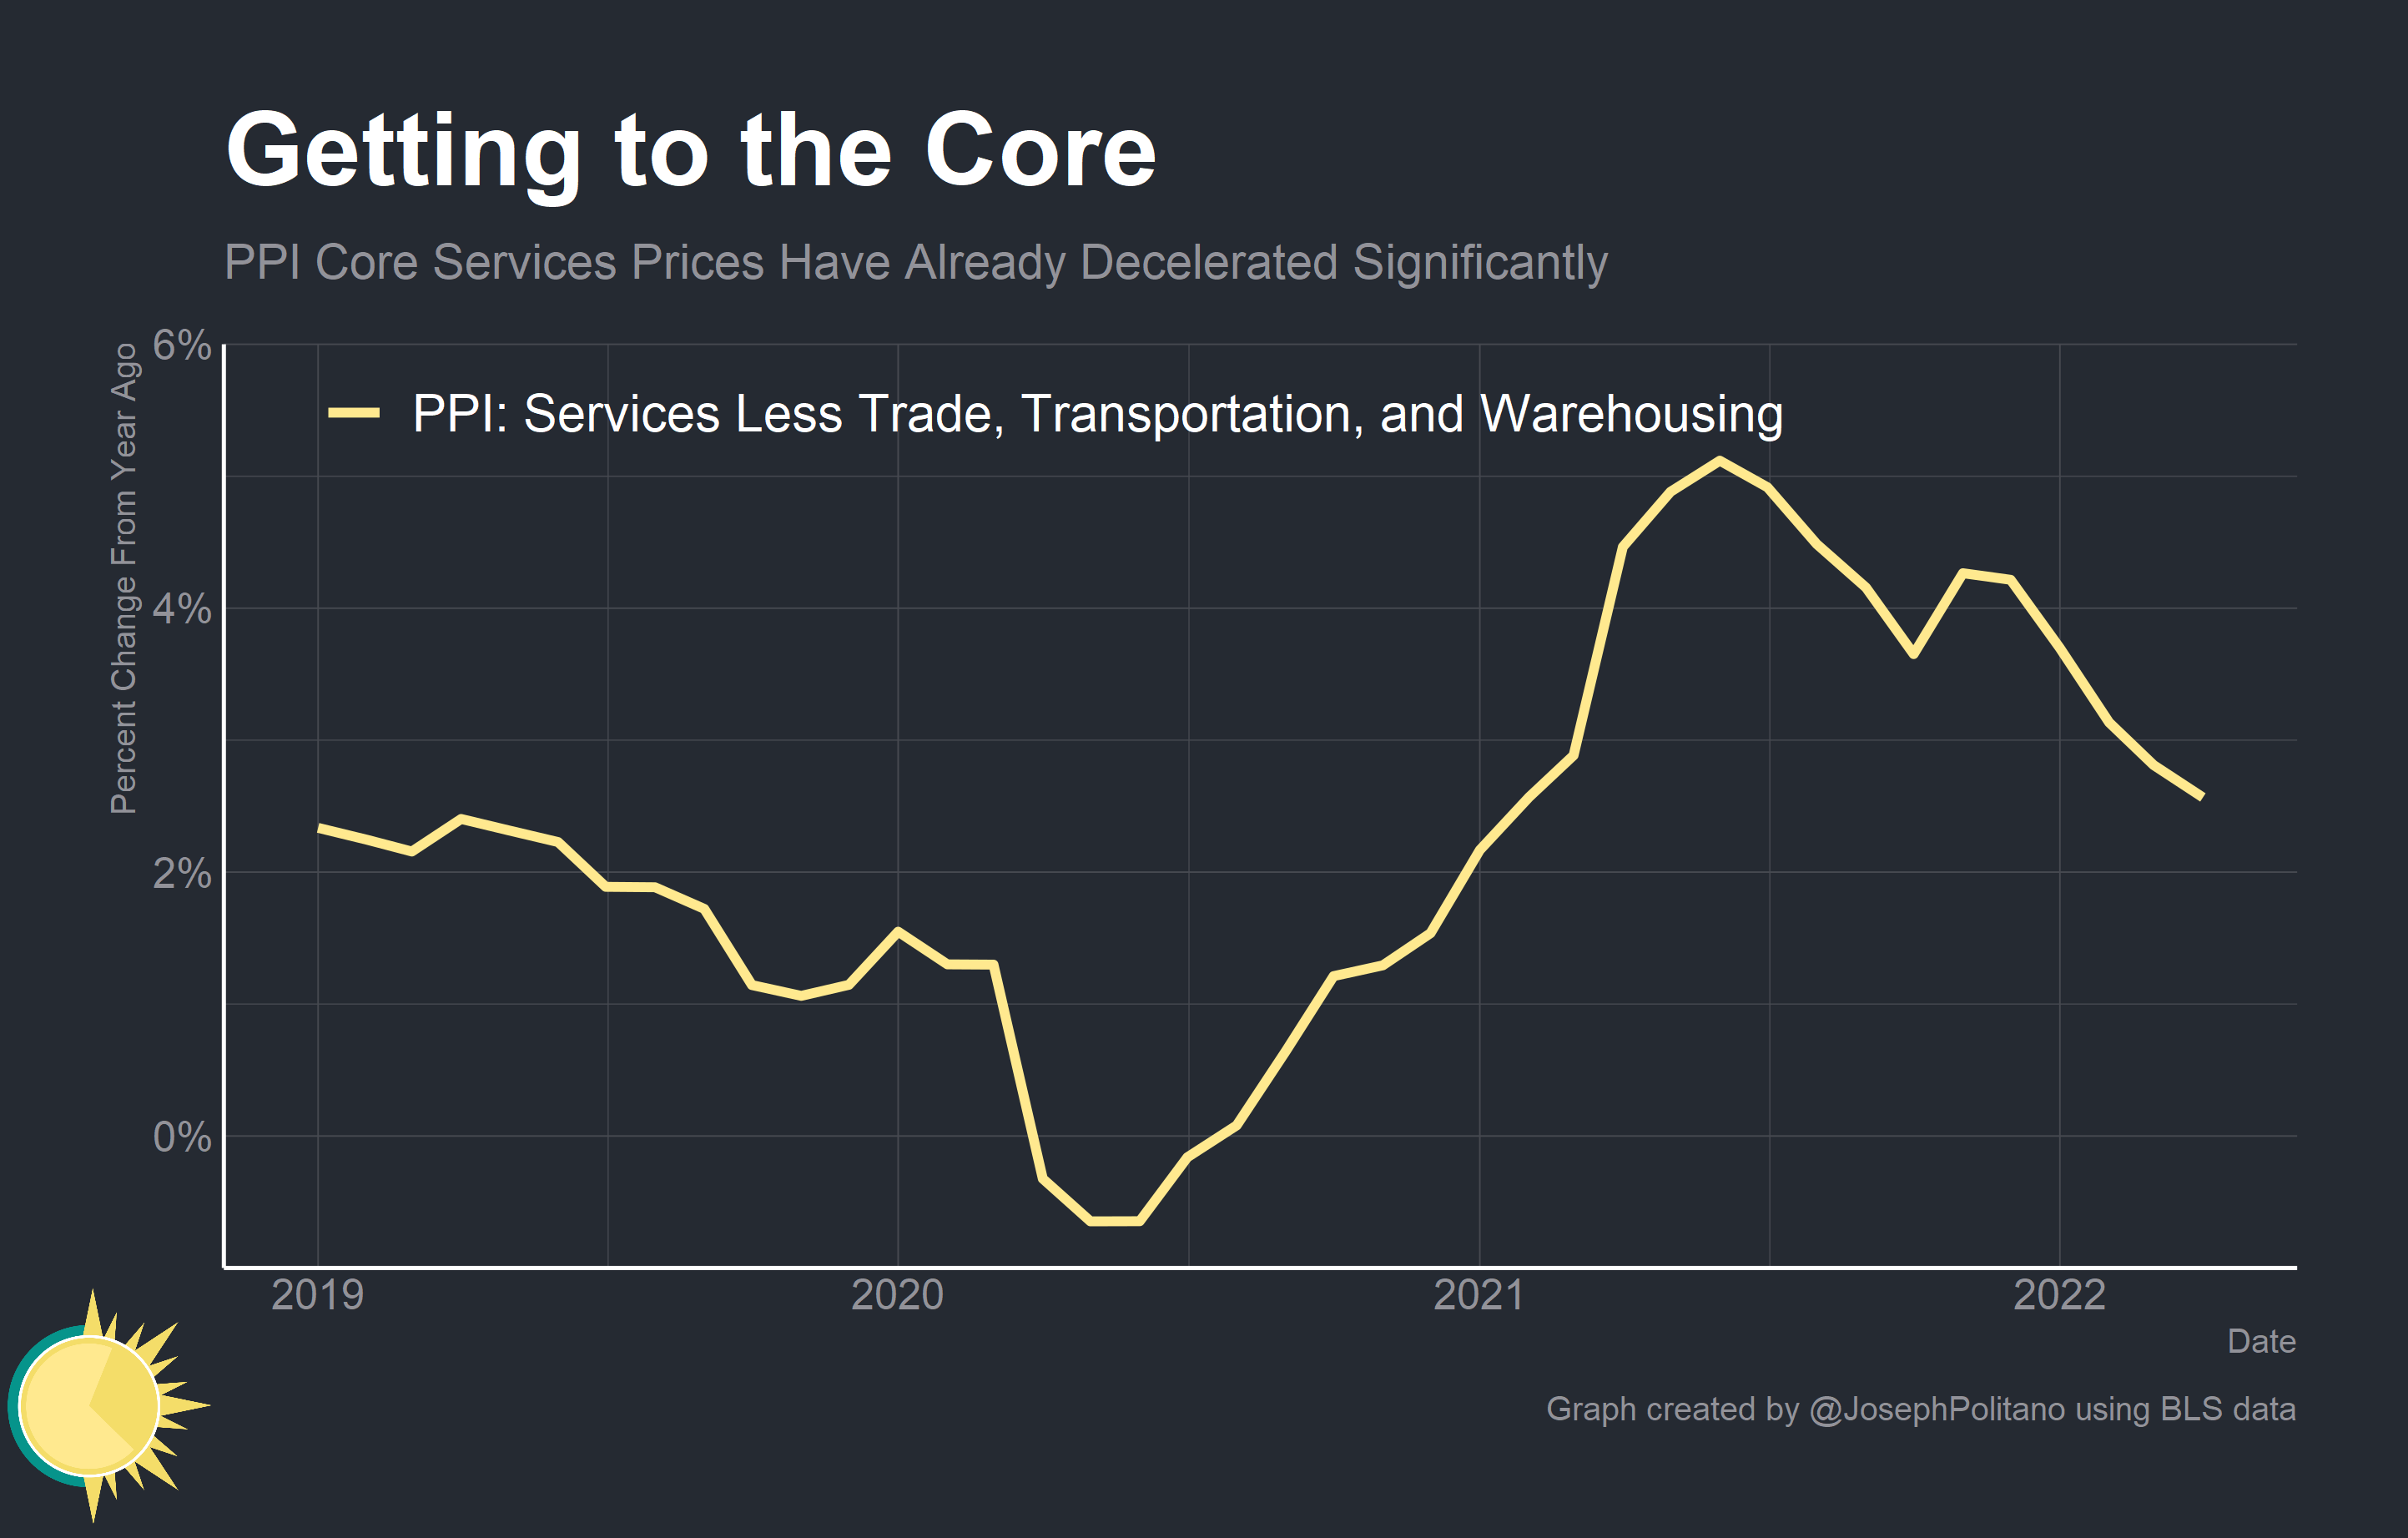 Getting to the Core
PPI Core Services Prices Have Already Decelerated Significantly
Percent Change From Year Ago
6%
PPI: Services Less Trade, Transportation, and Warehousing
4%
2%
0%
2019 2020 2021 2022
Date
Graph created by @JosephPolitano using BLS data